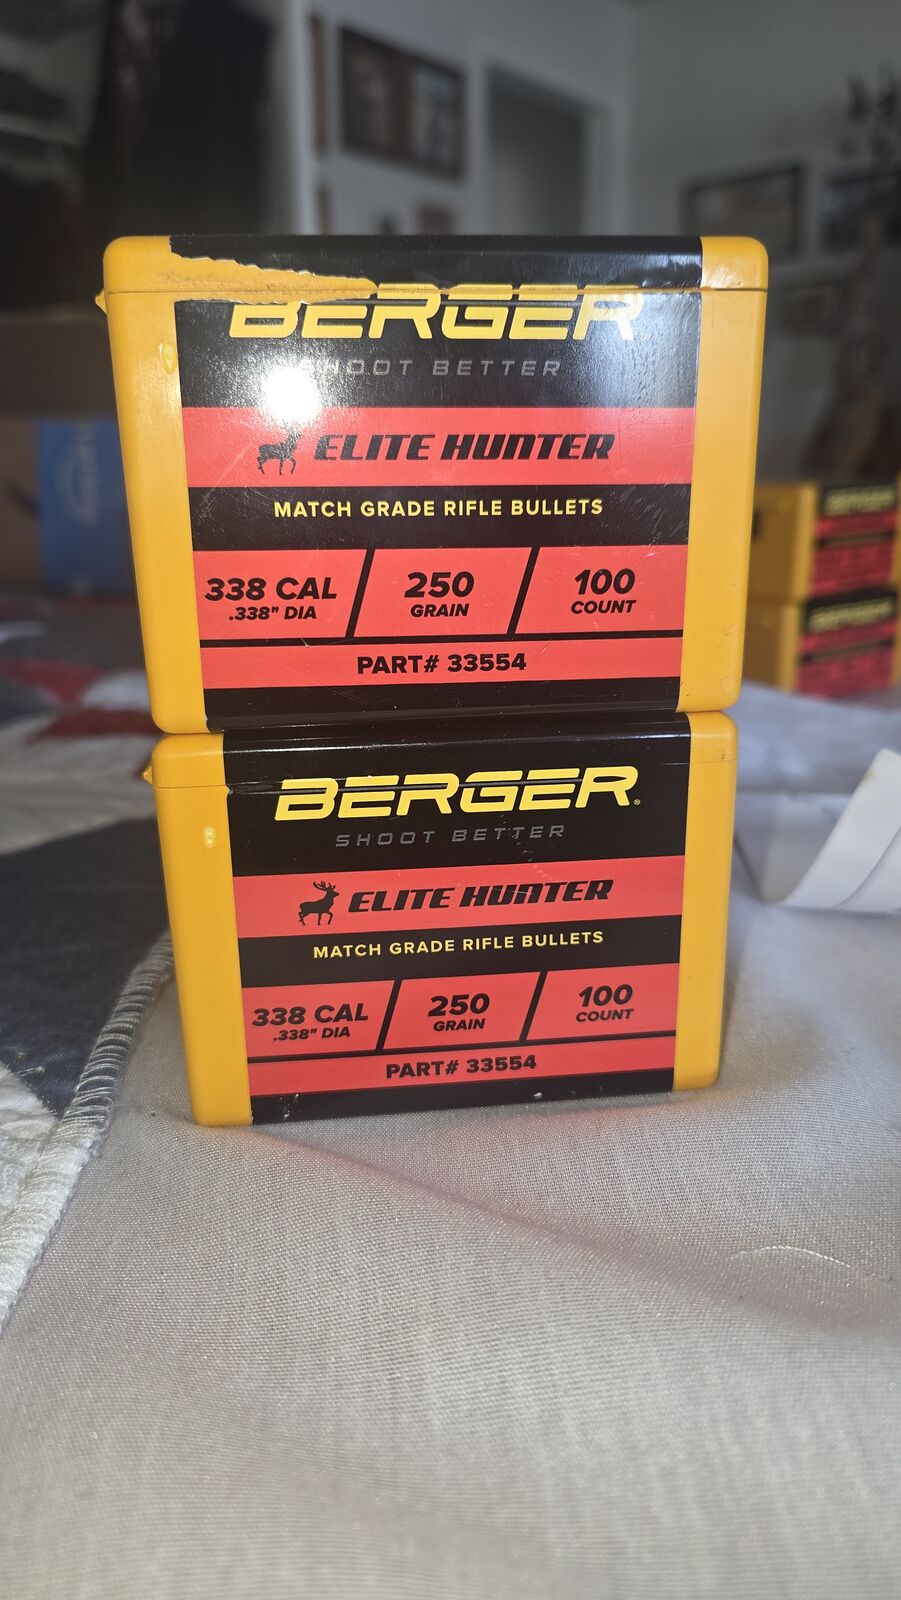 BERGER
SHOOT BETTER
ELITE HUNTER
MATCH GRADE RIFLE BULLETS
338 CAL 250 100
.338" DIA GRAIN COUNT
PART# 33554
BERGER®
SHOOT BETTER
ELITE HUNTER
MATCH GRADE RIFLE BULLETS
338 CAL 250 100
.338" DIA GRAIN COUNT
PART# 33554
BERGER
BERGER